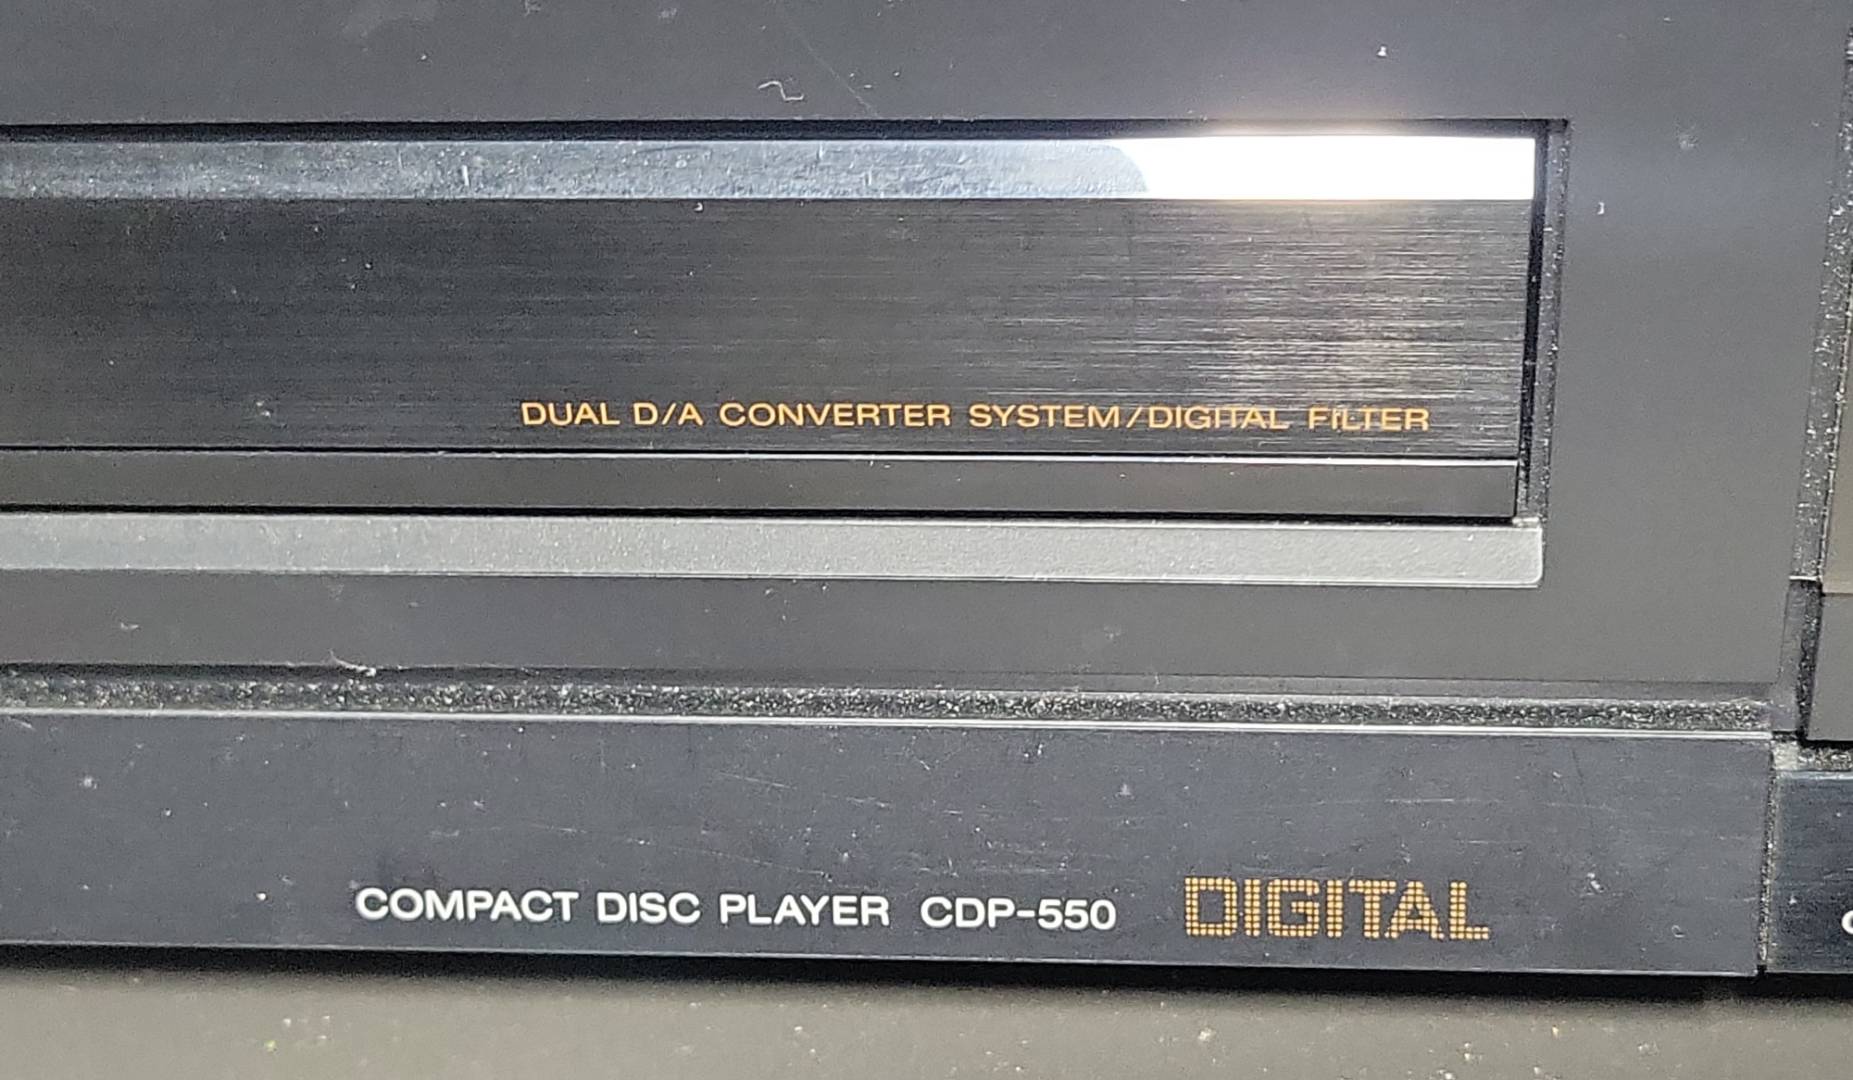 DUAL D/A CONVERTER SYSTEM/DIGITAL FILTER
COMPACT DISC PLAYER CDP-550 DIGITAL